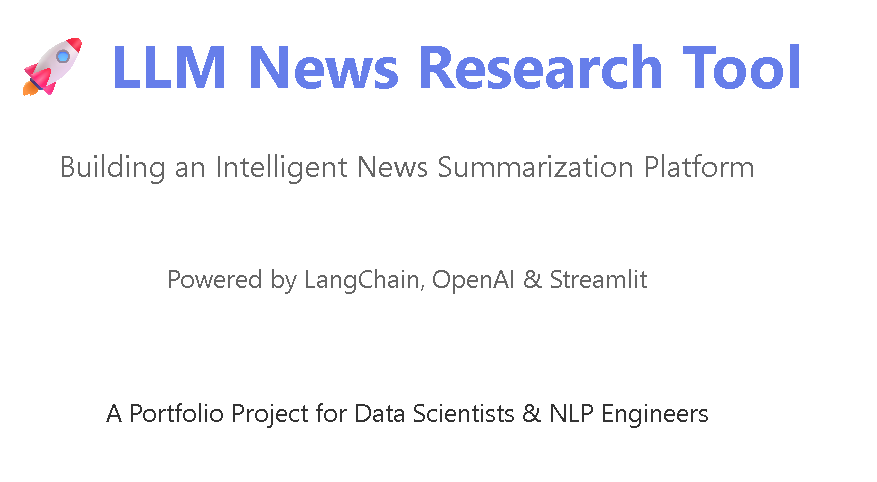 LLM News Research Tool
Building an Intelligent News Summarization Platform
Powered by LangChain, OpenAI & Streamlit
A Portfolio Project for Data Scientists & NLP Engineers